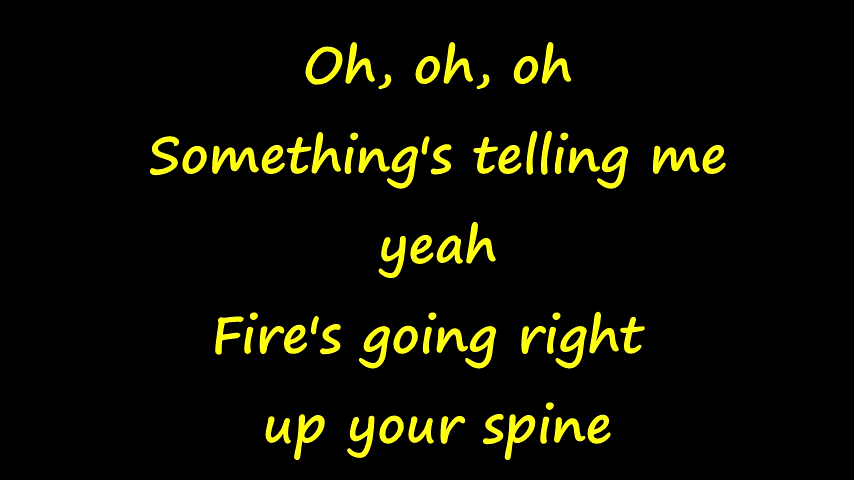 Oh, oh, oh
Something's telling me
yeah
Fire's going right
up your spine